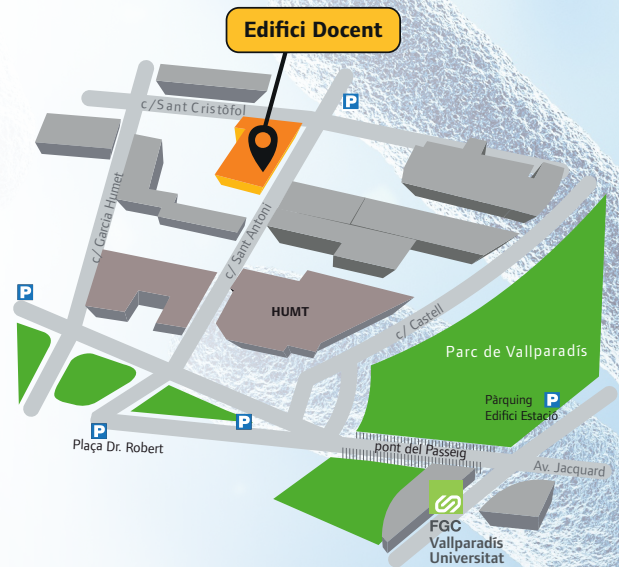 Edifici Docent
P
c/Sant Cristòfol
c/ Garcia Humet
c/ Sant Antoni
P
HUMT
c/ Castell
Parc de Vallparadís
Pàrquing P
Edifici Estació
P
P
Plaça Dr. Robert
pont del Passeig
Av. Jacquard
FGC
Vallparadís
Universitat